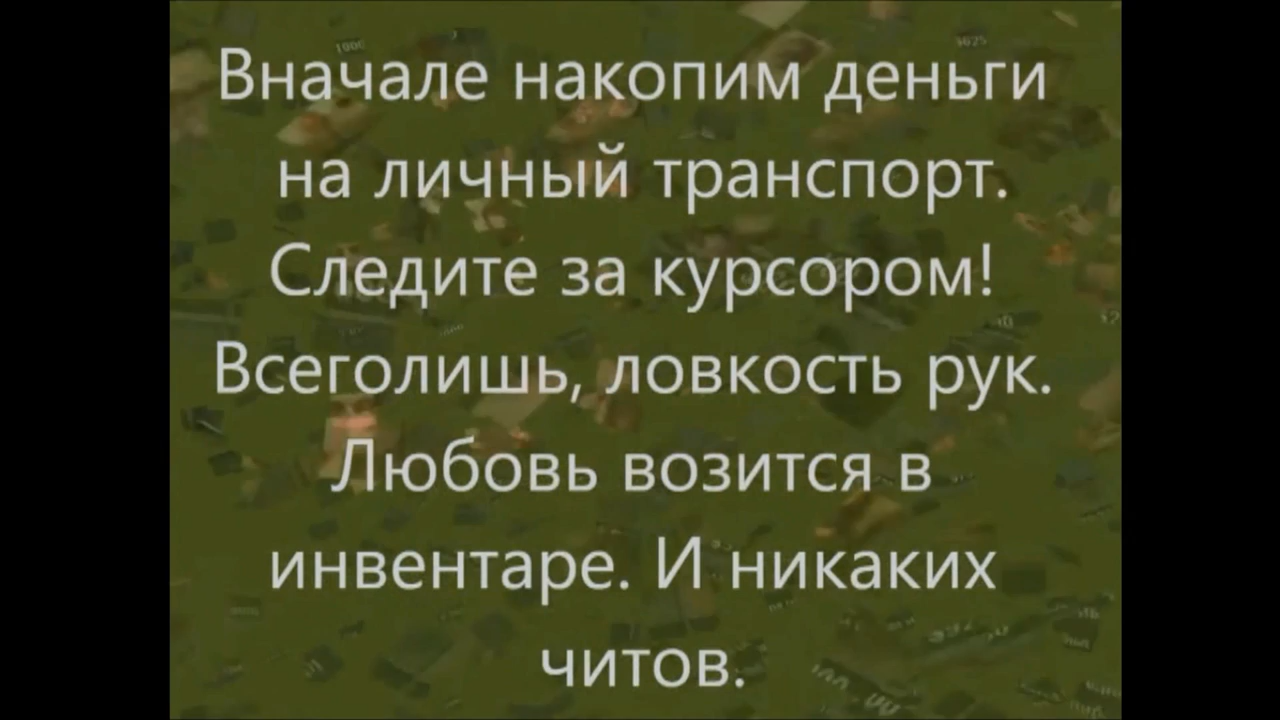 Вначале накопим деньги
на личный транспорт.
Следите за курсором!
Всеголишь, ловкость рук.
Любовь возится в
инвентаре. И никаких
читов.